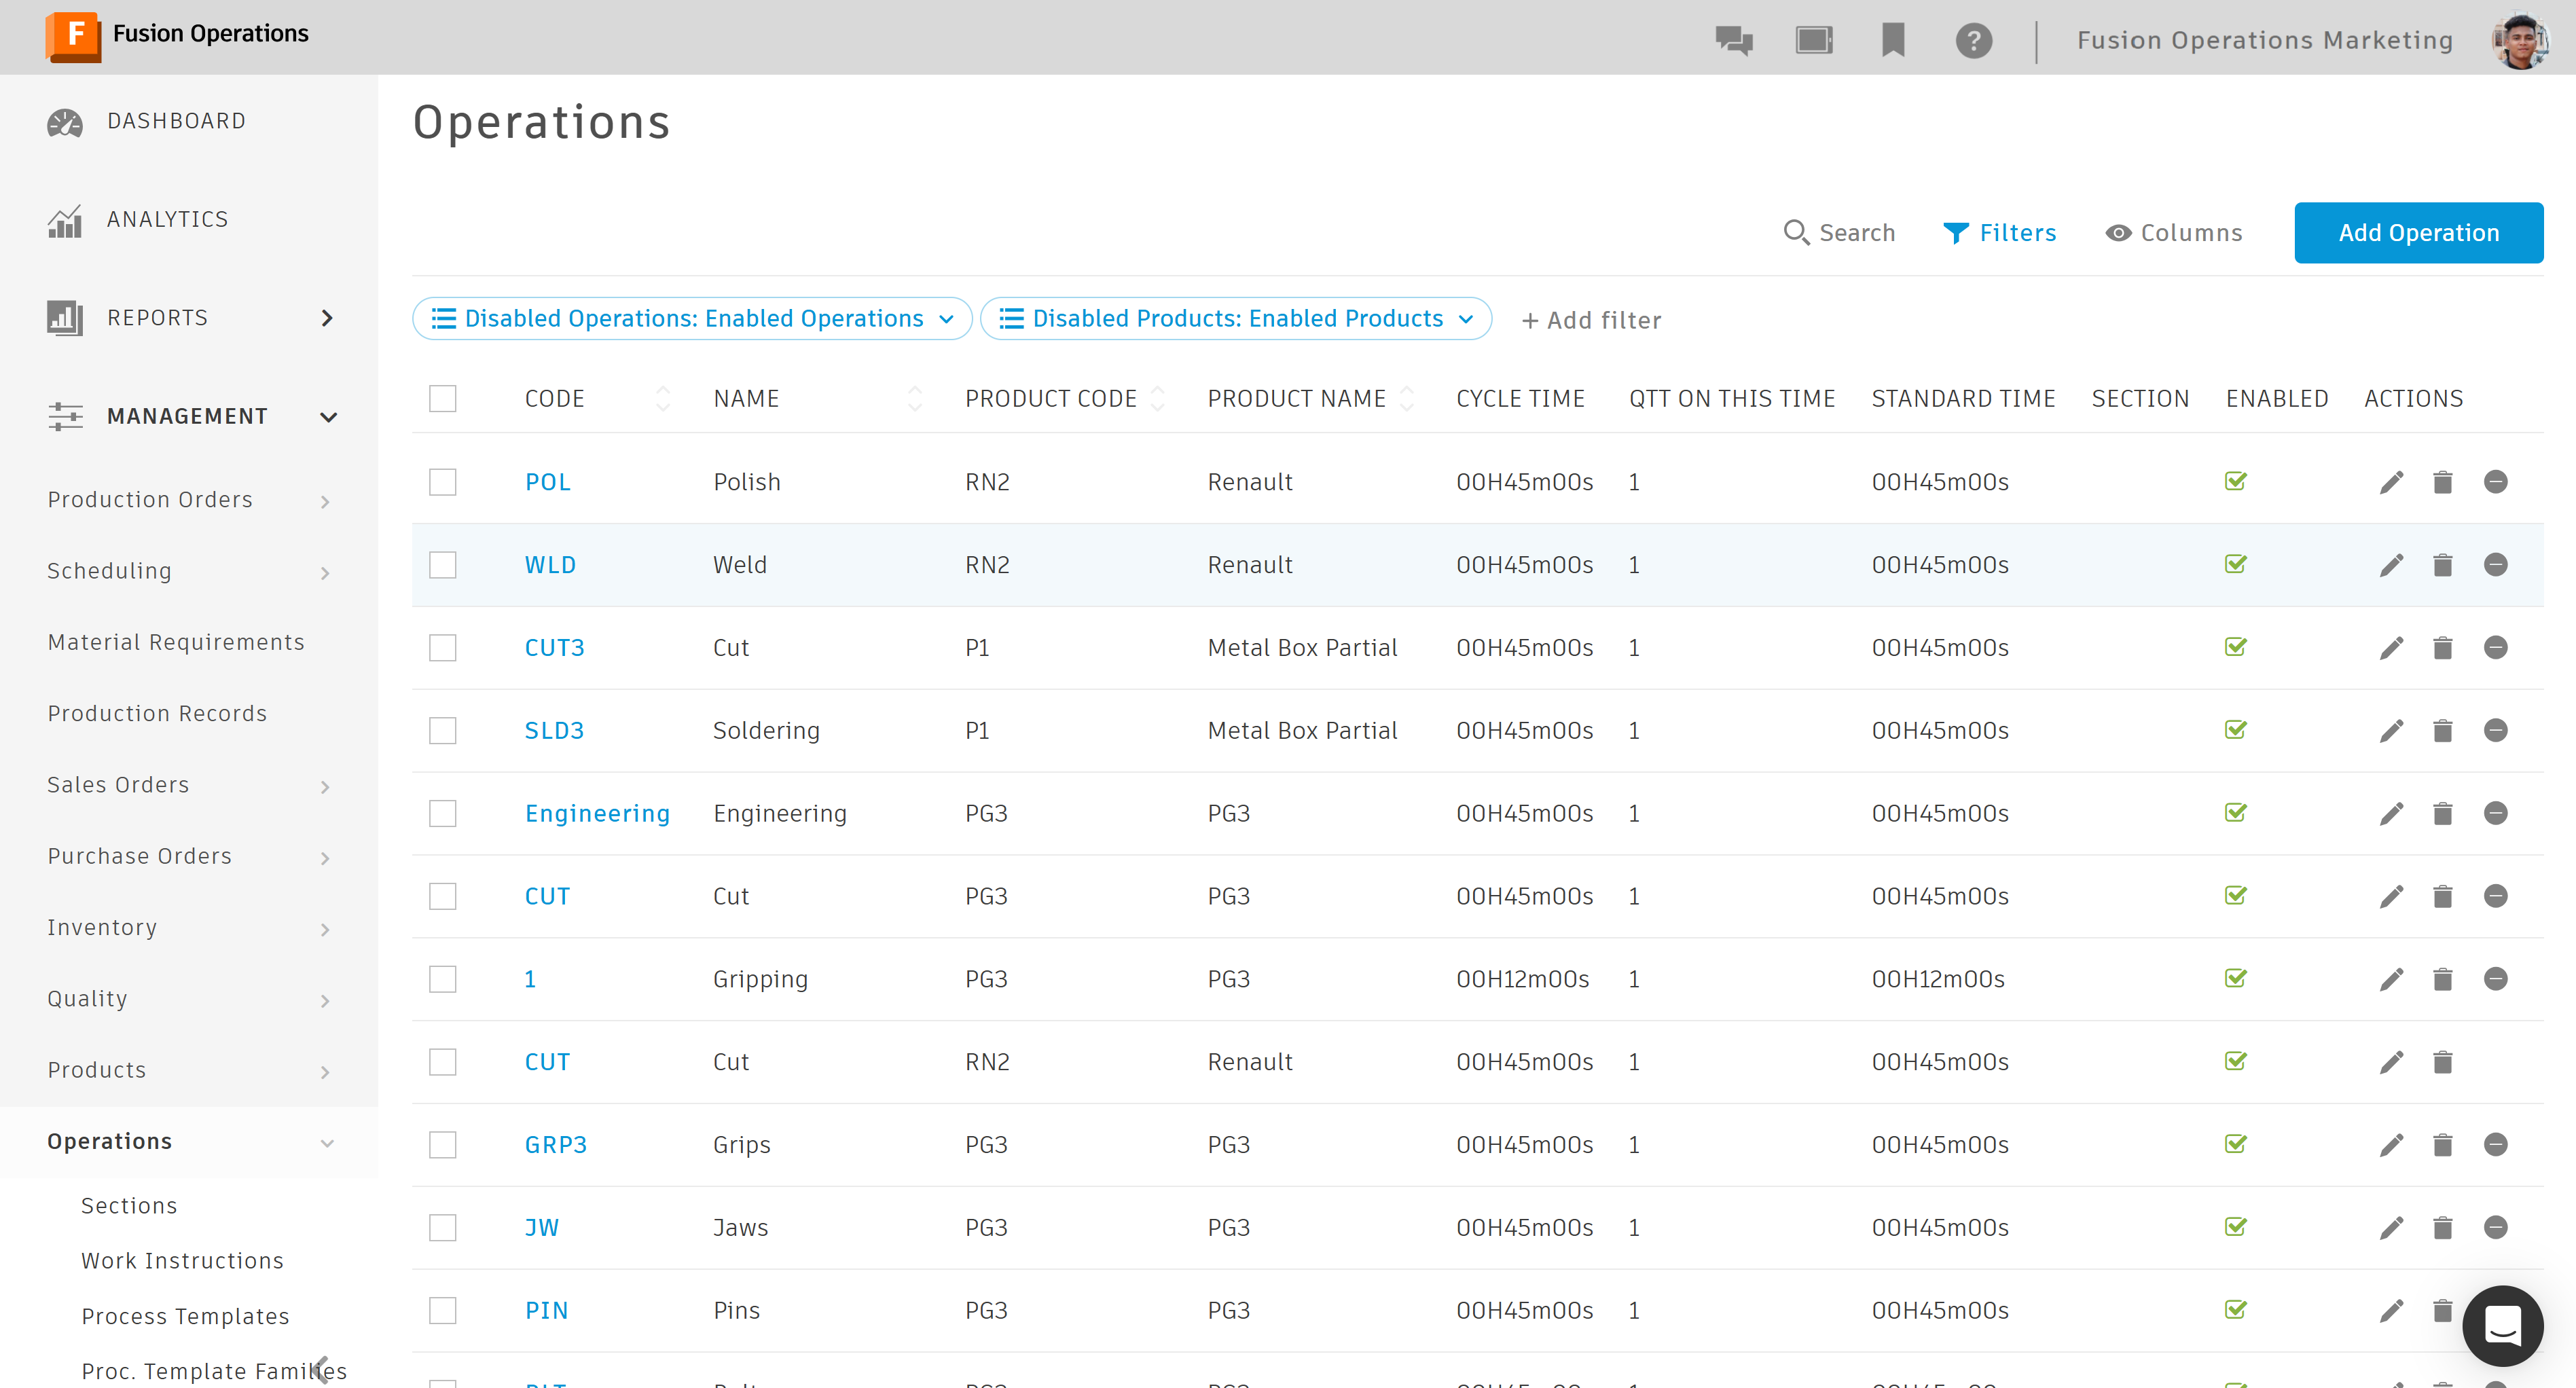 F Fusion Operations
? Fusion Operations Marketing
DASHBOARD
ANALYTICS
REPORTS
MANAGEMENT
Production Orders
Scheduling
Material Requirements
Production Records
Sales Orders
Purchase Orders
Inventory
Quality
Products
Operations
Sections
Work Instructions
Process Templates
Proc. Template Families
Operations
Search Filters Columns Add Operation
Disabled Operations: Enabled Operations Disabled Products: Enabled Products + Add filter
CODE NAME PRODUCT CODE PRODUCT NAME CYCLE TIME QTT ON THIS TIME STANDARD TIME SECTION ENABLED ACTIONS
POL Polish RN2 Renault 00H45m00s 1 00H45m00s
WLD Weld RN2 Renault 00H45m00s 1 00H45m00s
CUT3 Cut P1 Metal Box Partial 00H45m00s 1 00H45m00s
SLD3 Soldering P1 Metal Box Partial 00H45m00s 1 00H45m00s
Engineering Engineering PG3 PG3 00H45m00s 1 00H45m00s
CUT Cut PG3 PG3 00H45m00s 1 00H45m00s
1 Gripping PG3 PG3 00H12m00s 1 00H12m00s
CUT Cut RN2 Renault 00H45m00s 1 00H45m00s
GRP3 Grips PG3 PG3 00H45m00s 1 00H45m00s
JW Jaws PG3 PG3 00H45m00s 1 00H45m00s
PIN Pins PG3 PG3 00H45m00s 1 00H45m00s